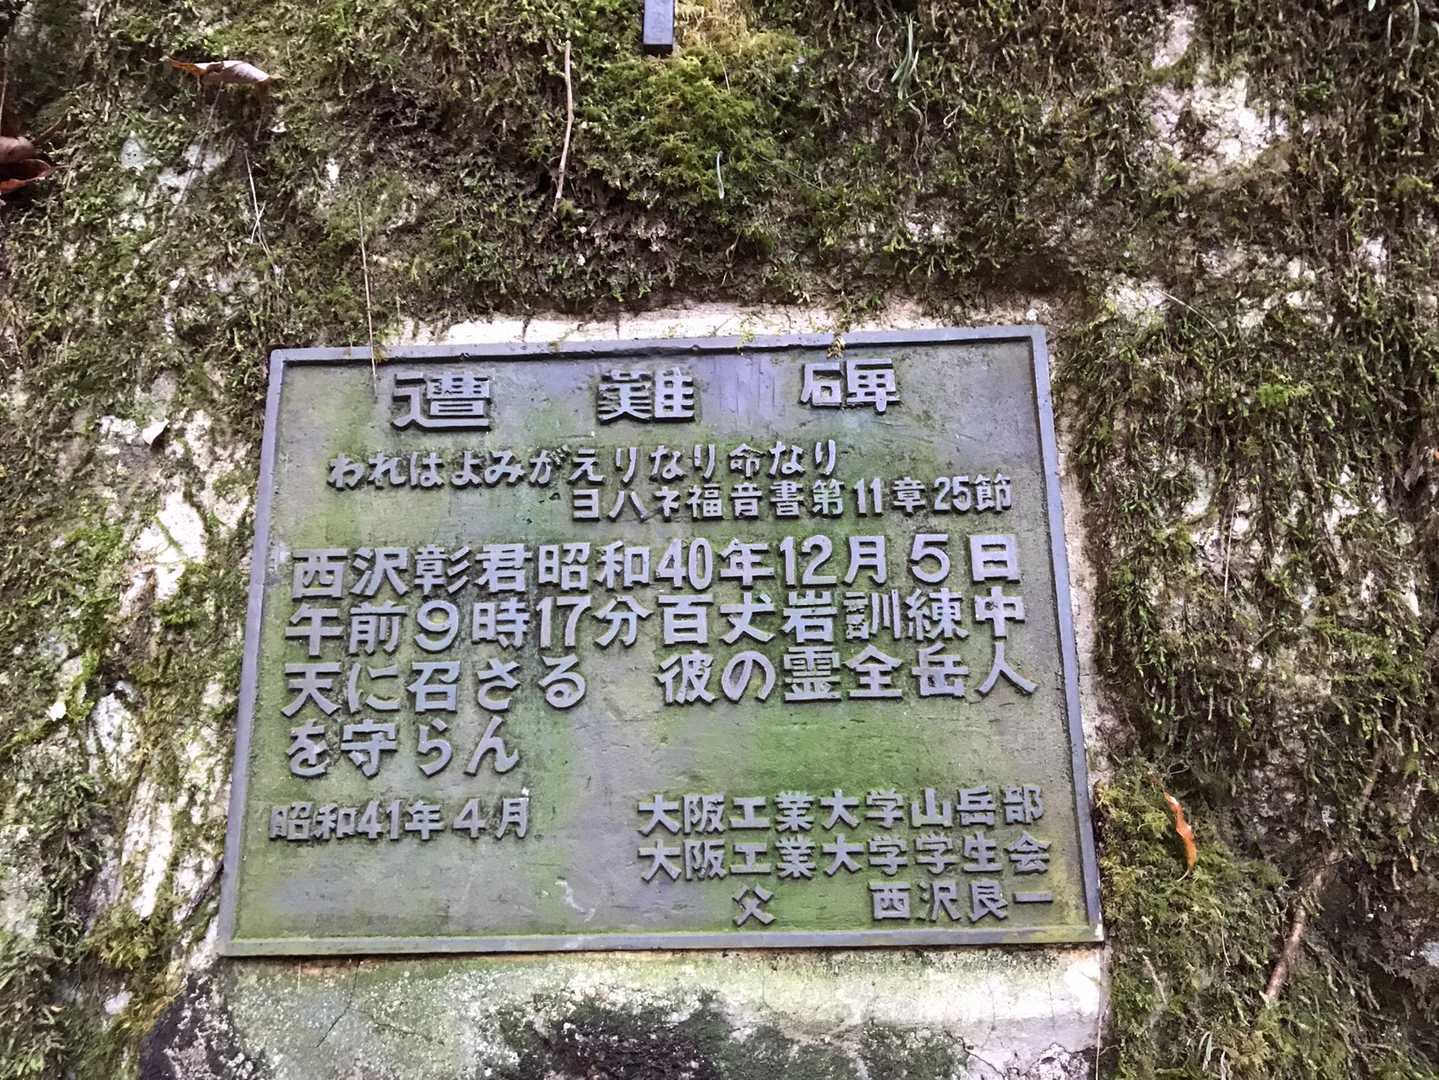 遭難碑
われはよみがえりなり命なり
ヨハネ福音書第11章25節
西沢彰君昭和40年12月5日
午前9時17分百丈岩訓練中
天に召さる 彼の霊全岳人
を守らん
昭和41年4月
大阪工業大学山岳部
大阪工業大学学生会
父 西沢良一